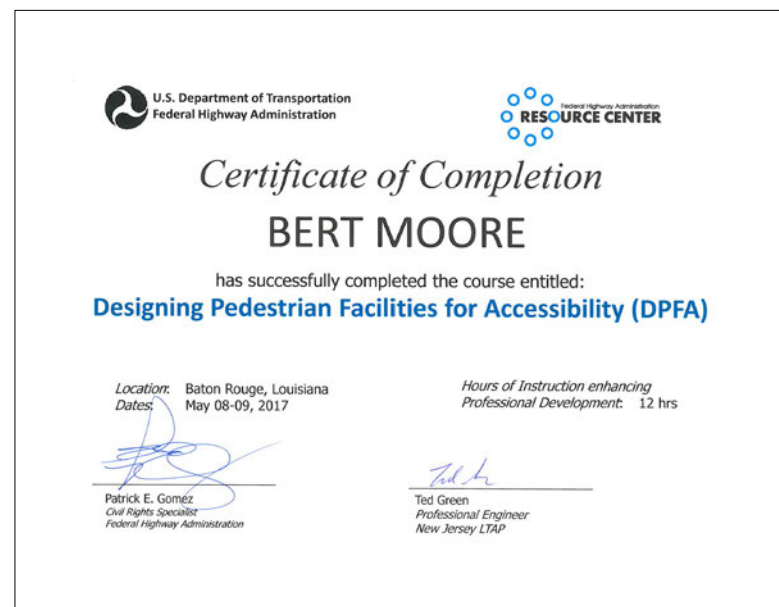 U.S. Department of Transportation
Federal Highway Administration
Federal Highway Administration
RESOURCE CENTER
Certificate of Completion
BERT MOORE
has successfully completed the course entitled:
Designing Pedestrian Facilities for Accessibility (DPFA)
Location: Baton Rouge, Louisiana
Dates: May 08-09, 2017
Hours of Instruction enhancing
Professional Development: 12 hrs
Patrick E. Gomez
Civil Rights Specialist
Federal Highway Administration
Ted Green
Professional Engineer
New Jersey LTAP